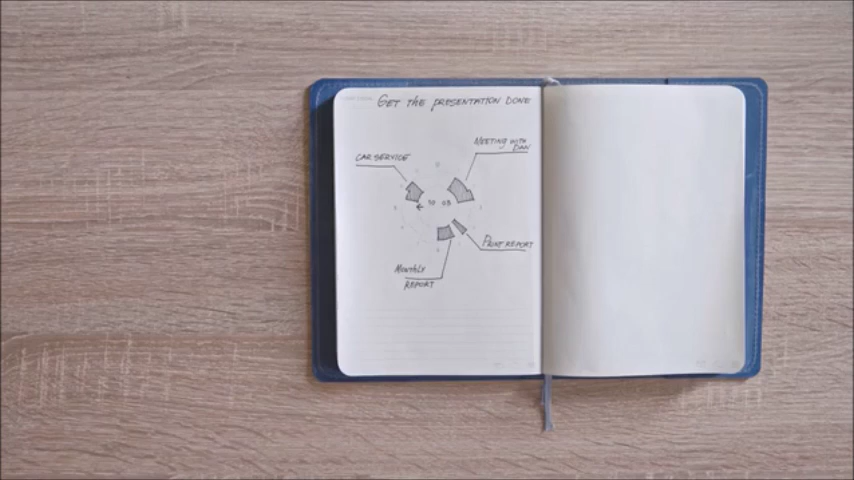 GET THE PRESENTATION DONE
MEETING WITH
DAN
CAR SERVICE
PRINT REPORT
MONTHLY
REPORT